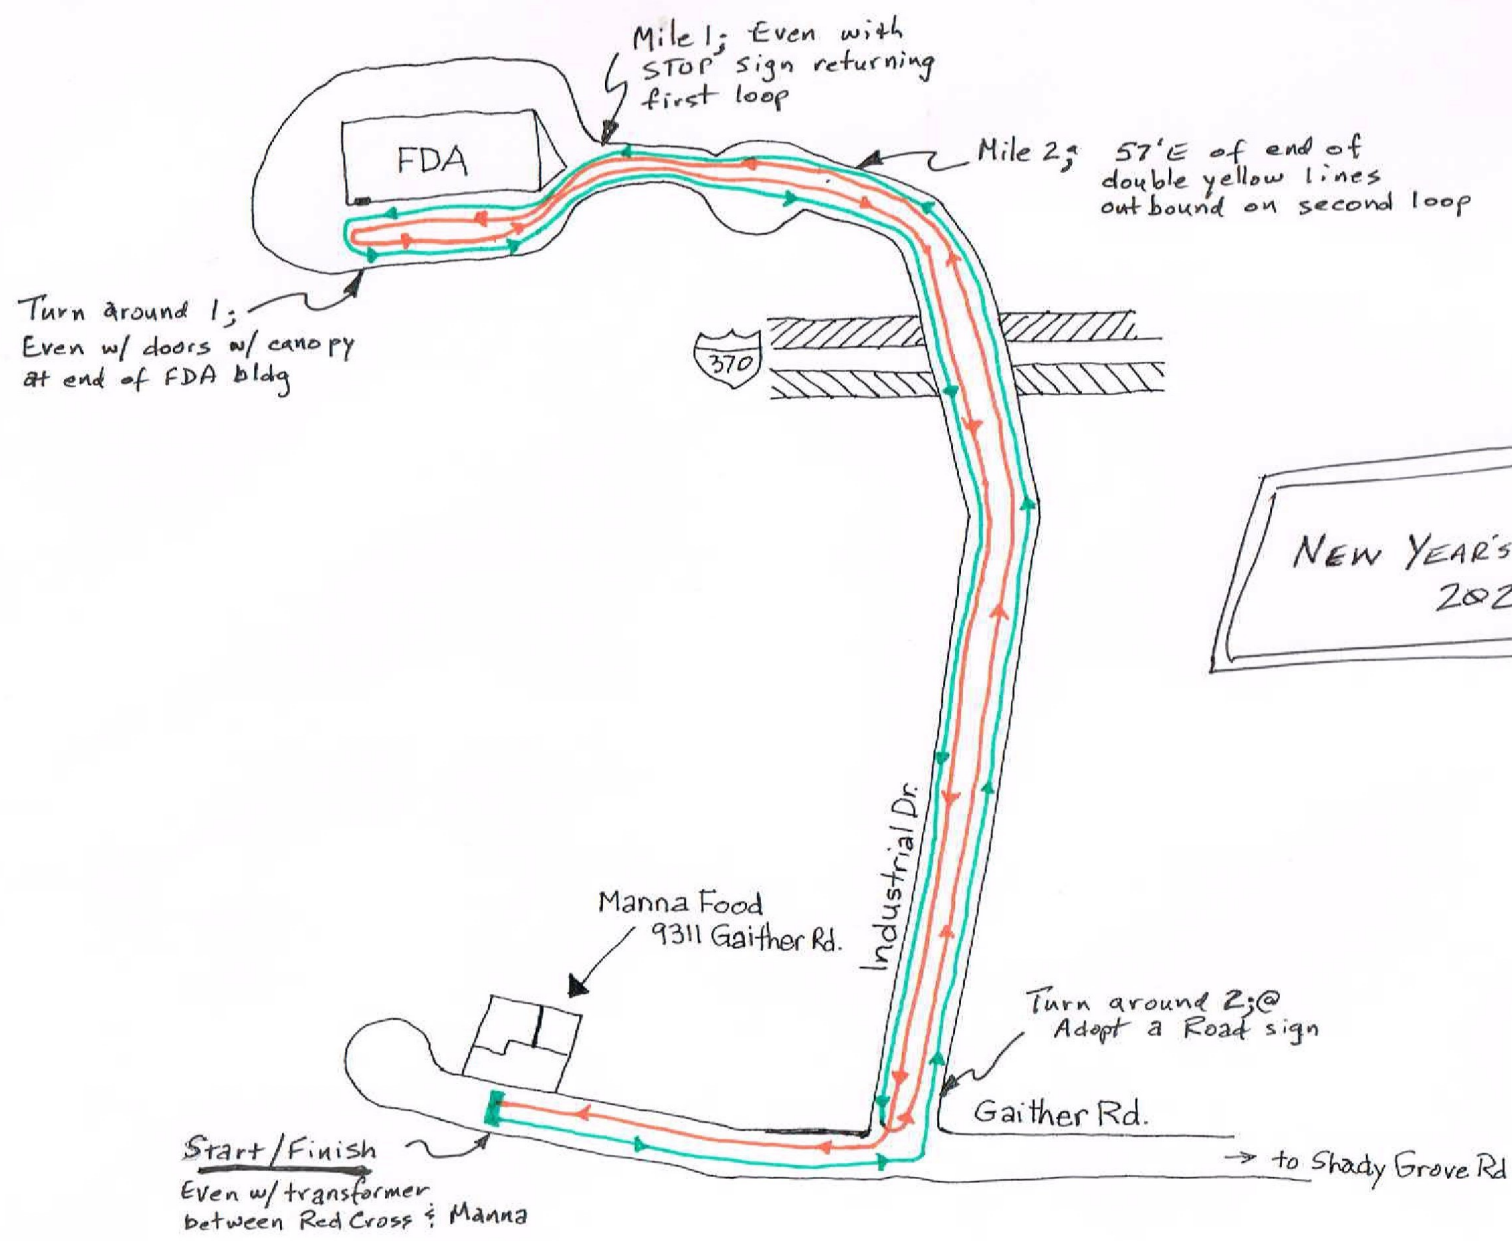 Mile 1; Even with
STOP sign returning
first loop
FDA
Mile 2; 57'E of end of
double yellow lines
outbound on second loop
Turn around 1;
Even w/ doors w/ canopy
at end of FDA bldg
370
NEW YEAR'S
202
Industrial Dr.
Manna Food
9311 Gaither Rd.
Turn around 2;@
Adopt a Road sign
Gaither Rd.
Start/Finish
→ to Shady Grove Rd
Even w/ transformer
between Red Cross & Manna